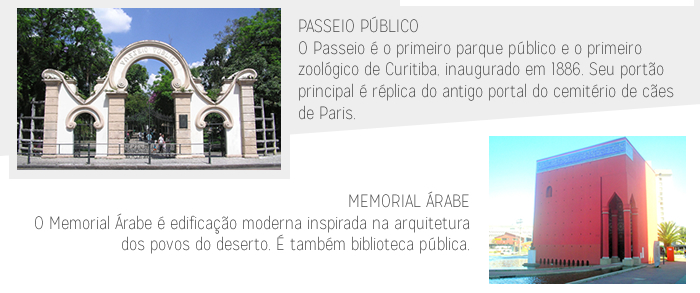 PASSEIO PÚBLICO
O Passeio é o primeiro parque público e o primeiro
zoológico de Curitiba, inaugurado em 1886. Seu portão
principal é réplica do antigo portal do cemitério de cães
de Paris.
MEMORIAL ÁRABE
O Memorial Árabe é edificação moderna inspirada na arquitetura
dos povos do deserto. É também biblioteca pública.